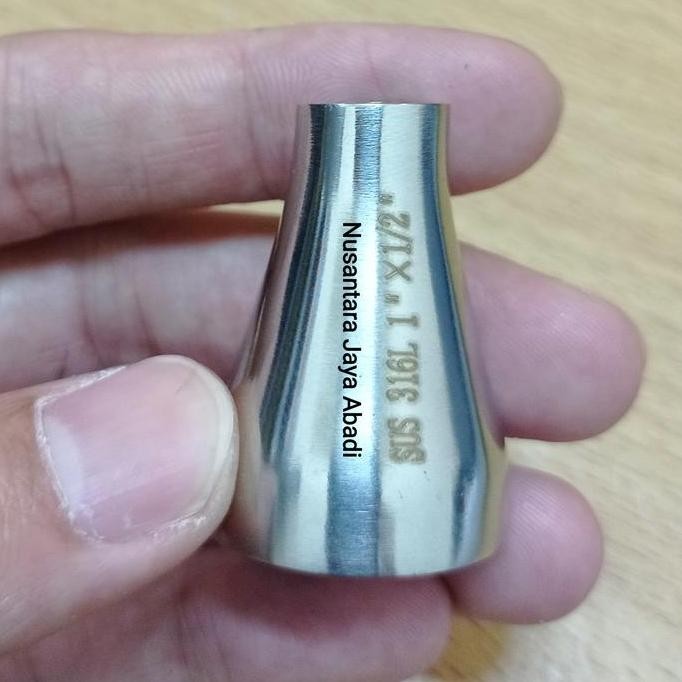 Nusantara Jaya Abadi
SUS 316L 1" ×1/2"